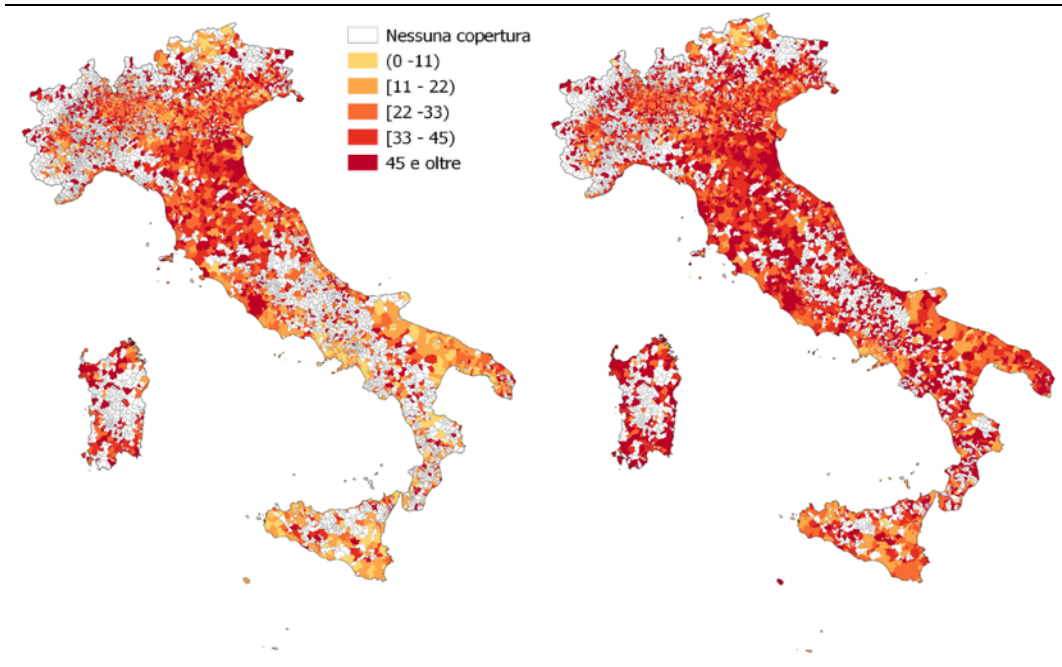 Nessuna copertura
(0 -11)
[11 - 22)
[22 -33)
[33 - 45)
45 e oltre